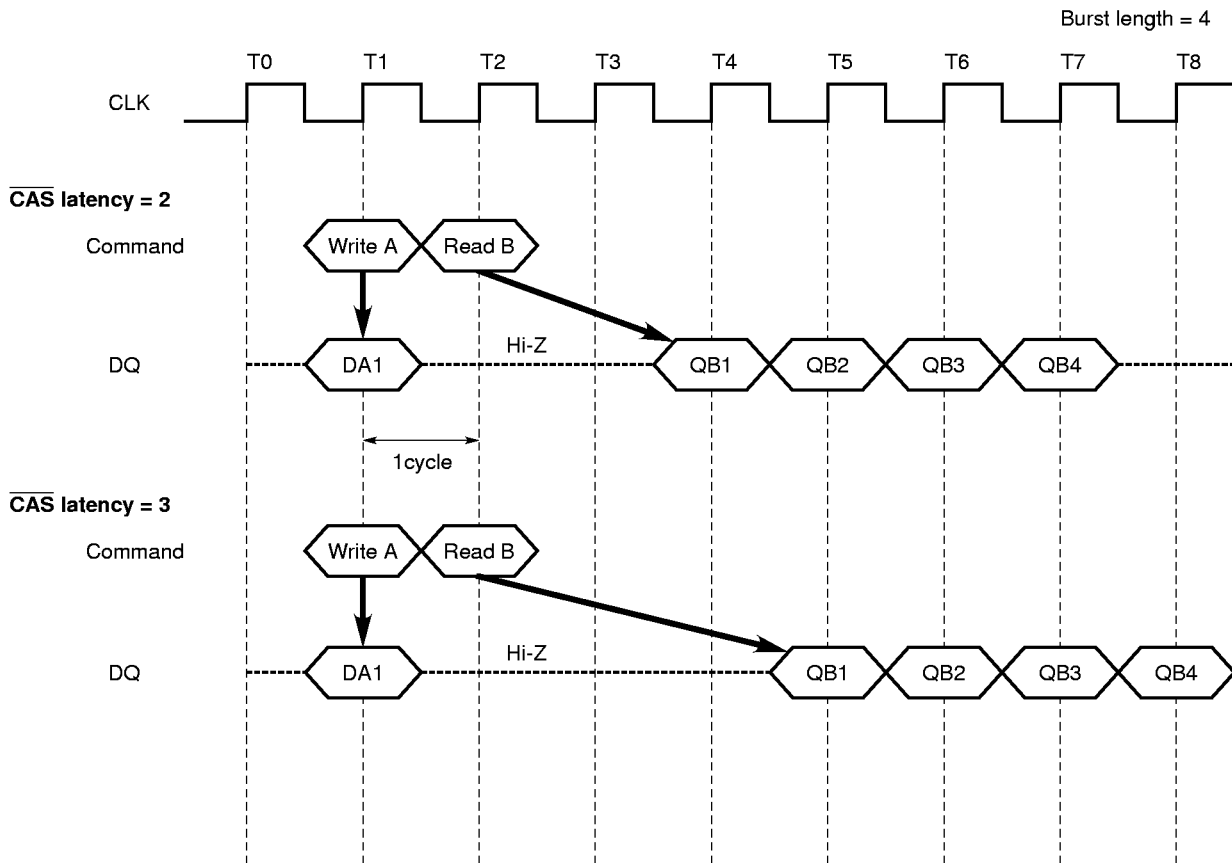 Burst length = 4
T0 T1 T2 T3 T4 T5 T6 T7 T8
CLK
CAS latency = 2
Command Write A Read B
DQ DA1 Hi-Z QB1 QB2 QB3 QB4
1cycle
CAS latency = 3
Command Write A Read B
DQ DA1 Hi-Z QB1 QB2 QB3 QB4